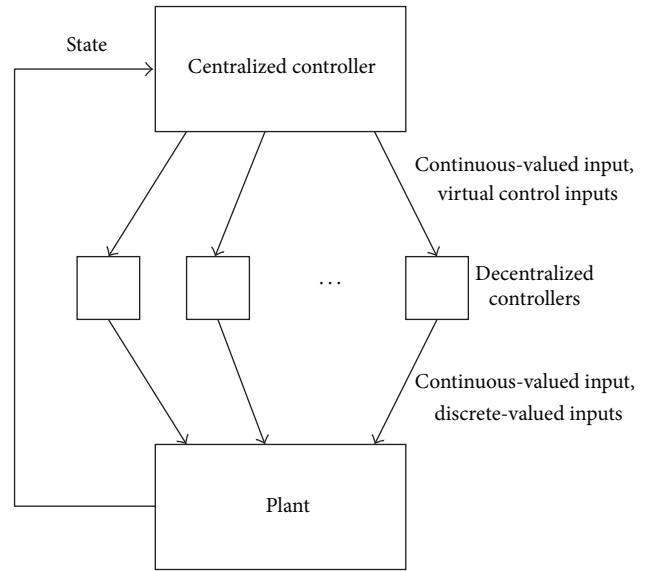 State
Centralized controller
Continuous-valued input,
virtual control inputs
...
Decentralized
controllers
Continuous-valued input,
discrete-valued inputs
Plant